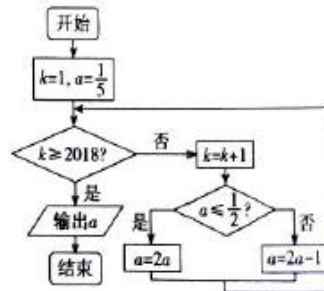 开始
k=1, a=1/5
k≥2018?
否
k=k+1
是
a≤1/2?
输出a
是
否
a=2a
a=2a-1
结束